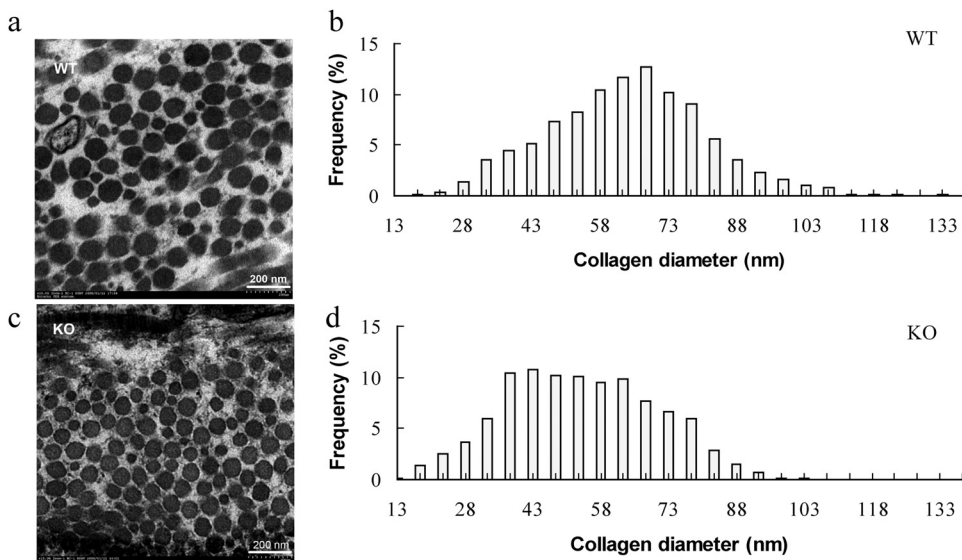 a
WT
200 nm
b
WT
Frequency (%)
15
10
5
0
13 28 43 58 73 88 103 118 133
Collagen diameter (nm)
c
KO
200 nm
d
KO
Frequency (%)
15
10
5
0
13 28 43 58 73 88 103 118 133
Collagen diameter (nm)